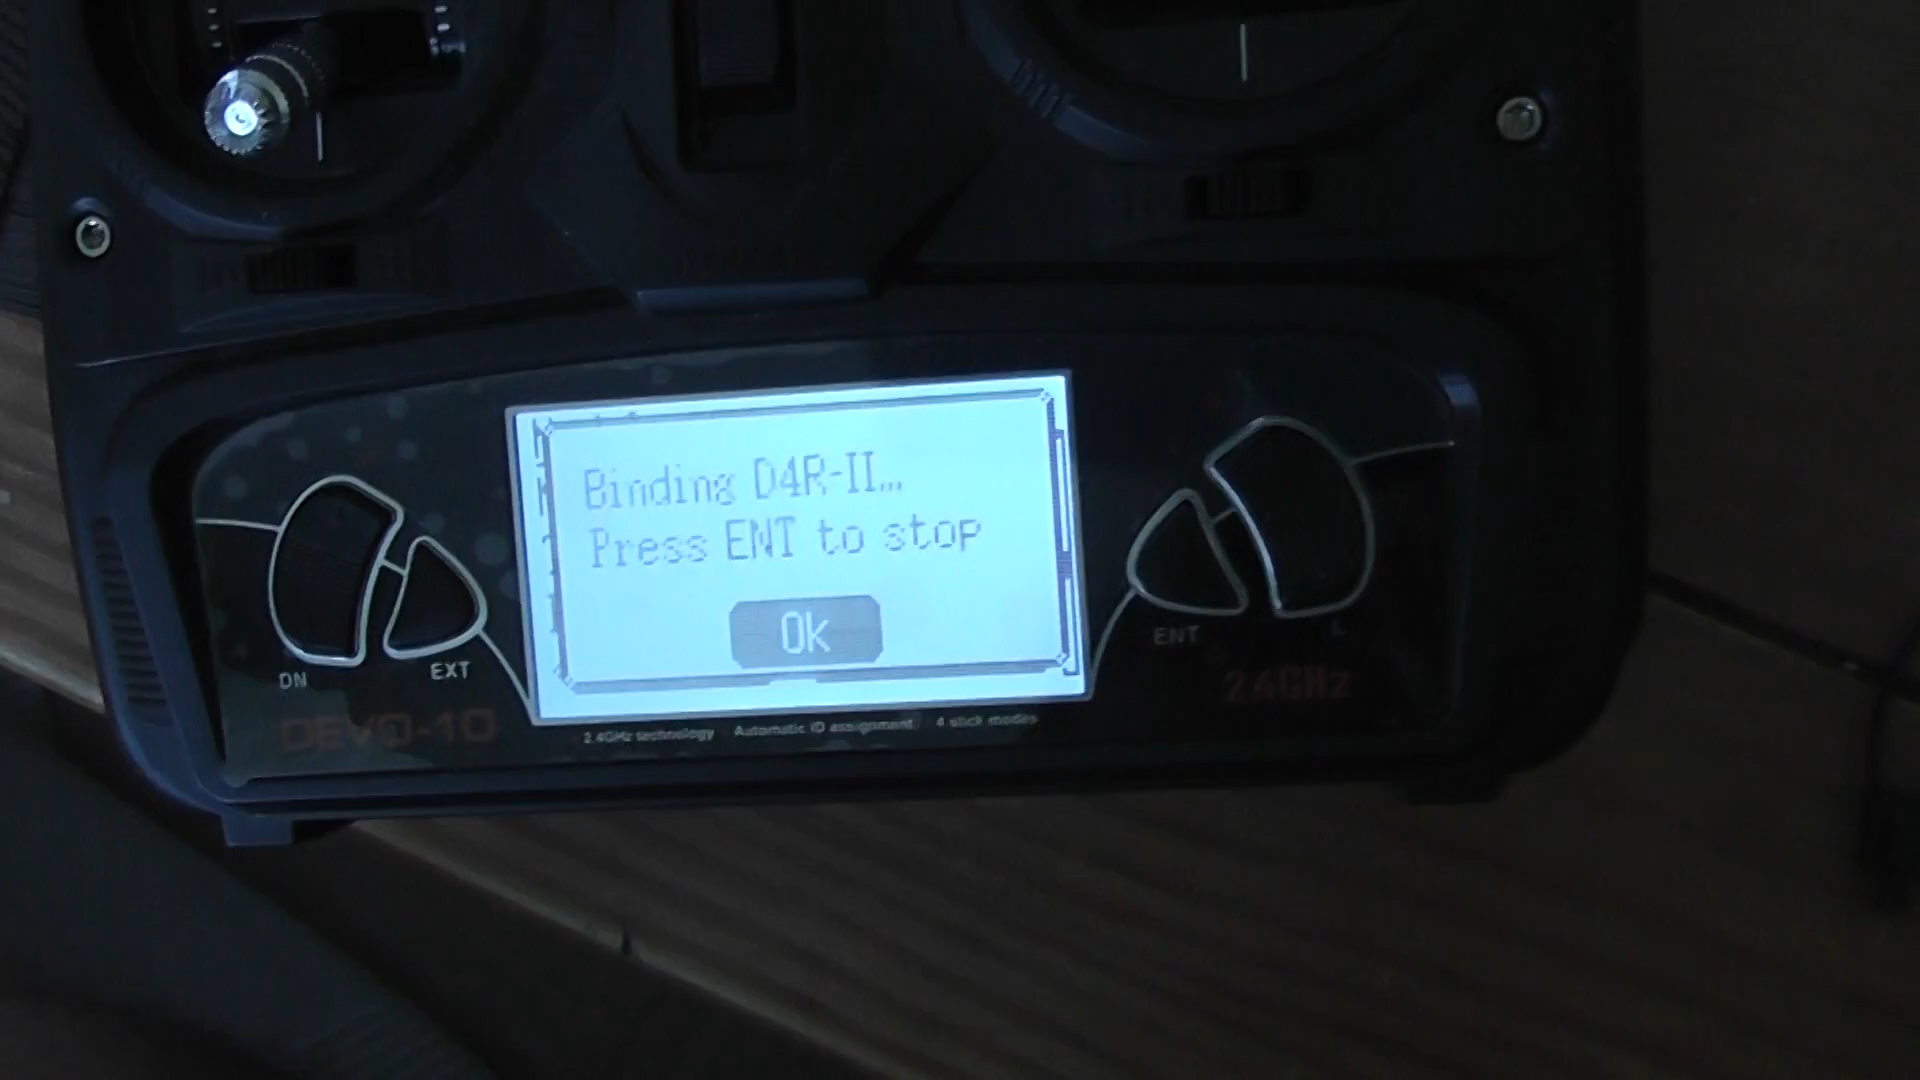 Binding D4R-II...
Press ENT to stop
Ok
DN
EXT
ENT
L
DEVO-10
2.4GHz
2.4GHz technology Automatic ID assignment 4 stick modes